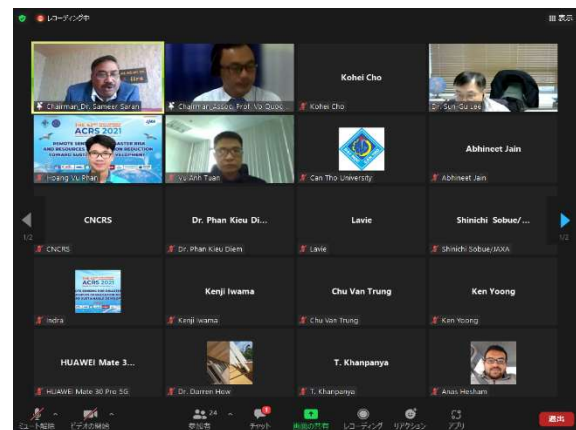 レコーディング中
表示
Chairman_Dr. Sameer Saran
Chairman_Assoc. Prof. Vo Quoc...
Kohei Cho
Kohei Cho
Dr. Sun-Gu Lee
ACRS 2021
Hoang Vu Phan
Vu Anh Tuan
Can Tho University
Abhineet Jain
Abhineet Jain
1/2
CNCRS
CNCRS
Dr. Phan Kieu Di...
Dr. Phan Kieu Diem
Lavie
Lavie
Shinichi Sobue/...
Shinichi Sobue/JAXA
1/2
ACRS 2021
Indra
Kenji Iwama
Kenji Iwama
Chu Van Trung
Chu Van Trung
Ken Yoong
Ken Yoong
HUAWEI Mate 3...
HUAWEI Mate 30 Pro 5G
Dr. Darren How
T. Khanpanya
T. Khanpanya
Anas Hesham
ミュート解除
ビデオの開始
24
参加者
チャット
画面の共有
レコーディング
リアクション
アプリ
退出